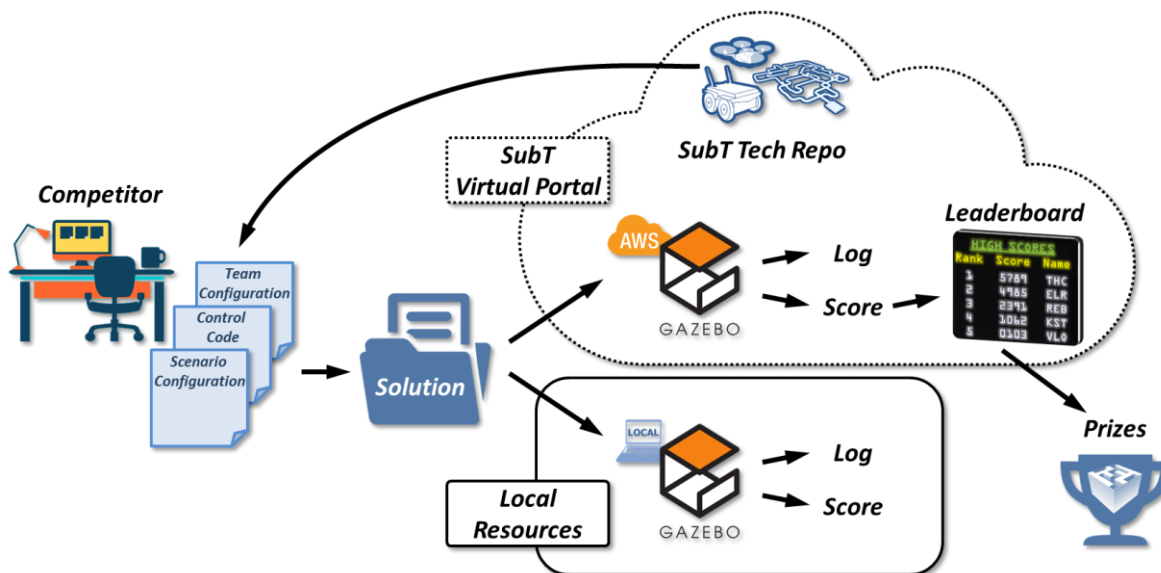 SubT Tech Repo
SubT
Virtual Portal
Competitor
Team
Configuration
Control
Code
Scenario
Configuration
Solution
AWS
GAZEBO
Log
Score
Leaderboard
HIGH SCORES
Rank Score Name
1 5789 THC
2 4985 ELR
3 2391 REB
4 1062 KST
5 0103 VLO
Prizes
LOCAL
GAZEBO
Log
Score
Local
Resources